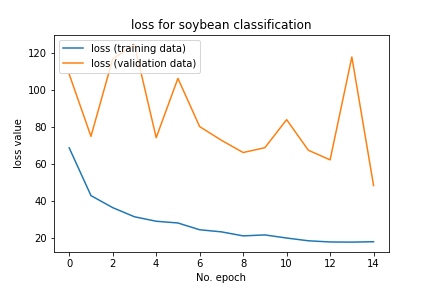 loss for soybean classification
loss (training data)
loss (validation data)
loss value
120
100
80
60
40
20
0 2 4 6 8 10 12 14
No. epoch